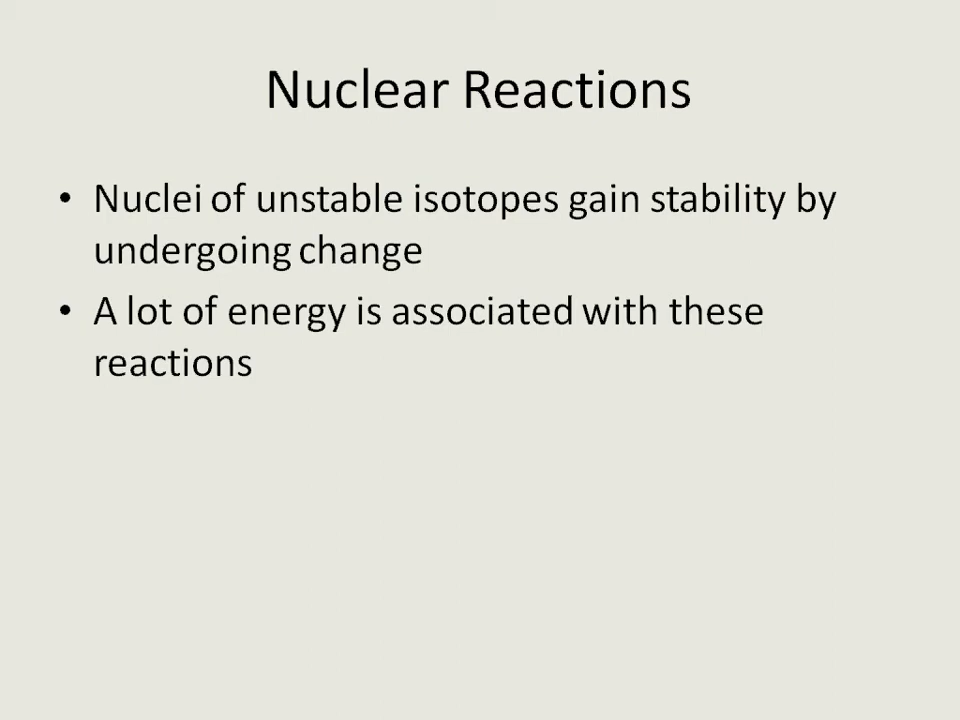 Nuclear Reactions
• Nuclei of unstable isotopes gain stability by
undergoing change
• A lot of energy is associated with these
reactions